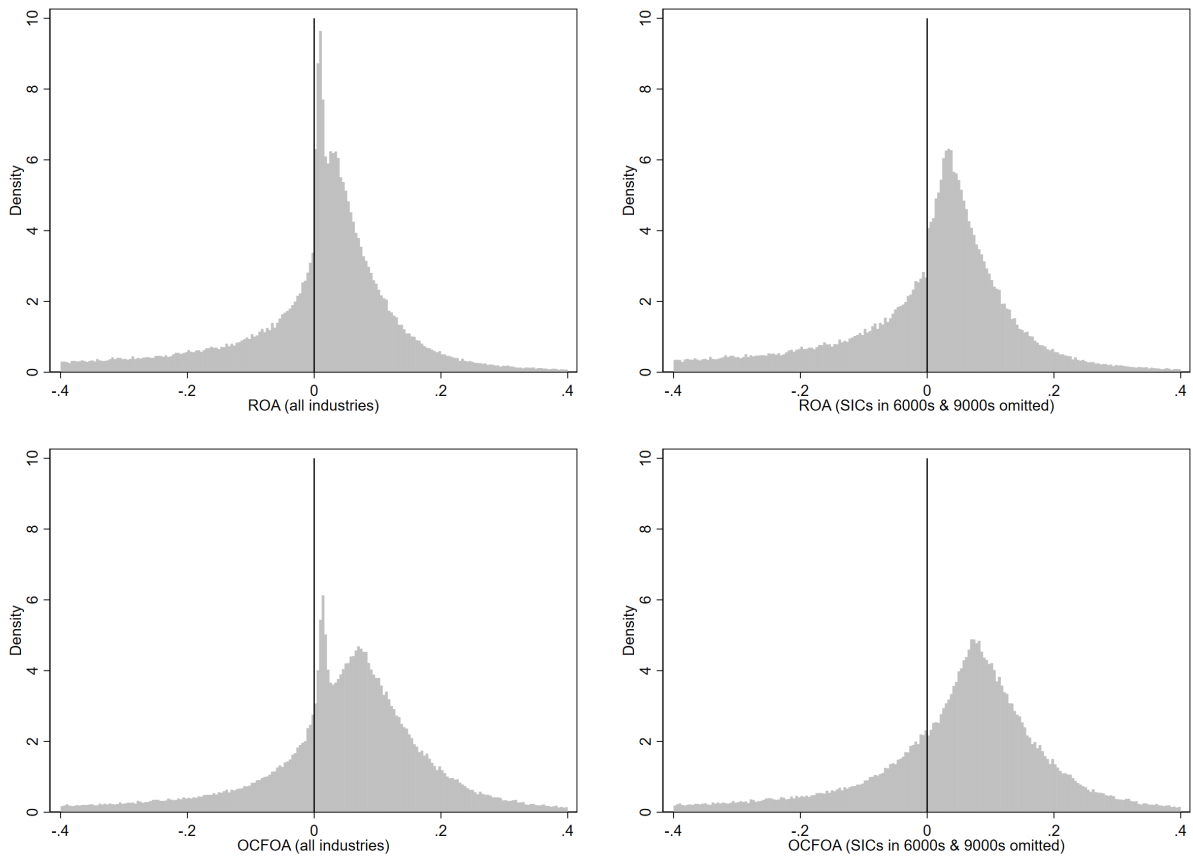 Density
0 2 4 6 8 10
-.4 -.2 0 .2 .4
ROA (all industries)
Density
0 2 4 6 8 10
-.4 -.2 0 .2 .4
ROA (SICs in 6000s & 9000s omitted)
Density
0 2 4 6 8 10
-.4 -.2 0 .2 .4
OCFOA (all industries)
Density
0 2 4 6 8 10
-.4 -.2 0 .2 .4
OCFOA (SICs in 6000s & 9000s omitted)